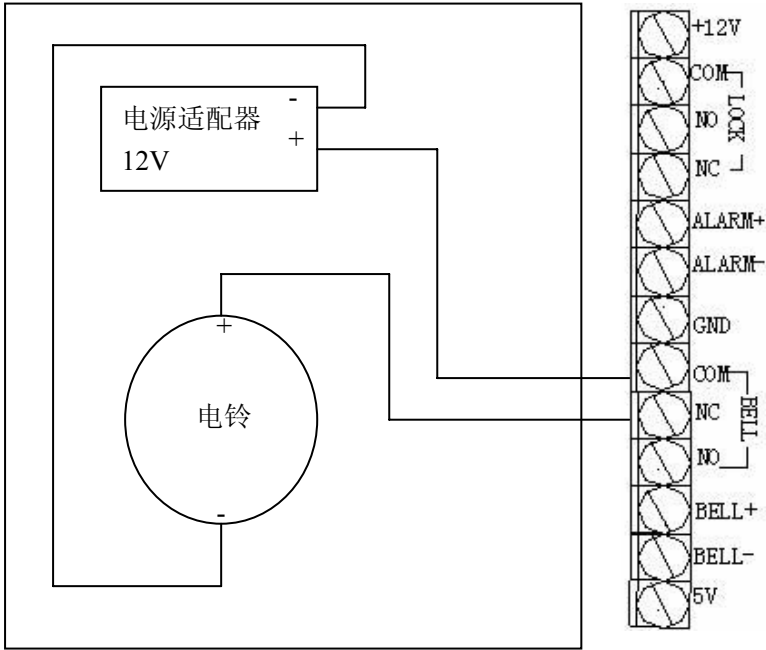 电源适配器
12V
-
+
+
电铃
-
+12V
COM
NO
NC
LOCK
ALARM+
ALARM-
GND
COM
NC
NO
BELL
BELL+
BELL-
5V